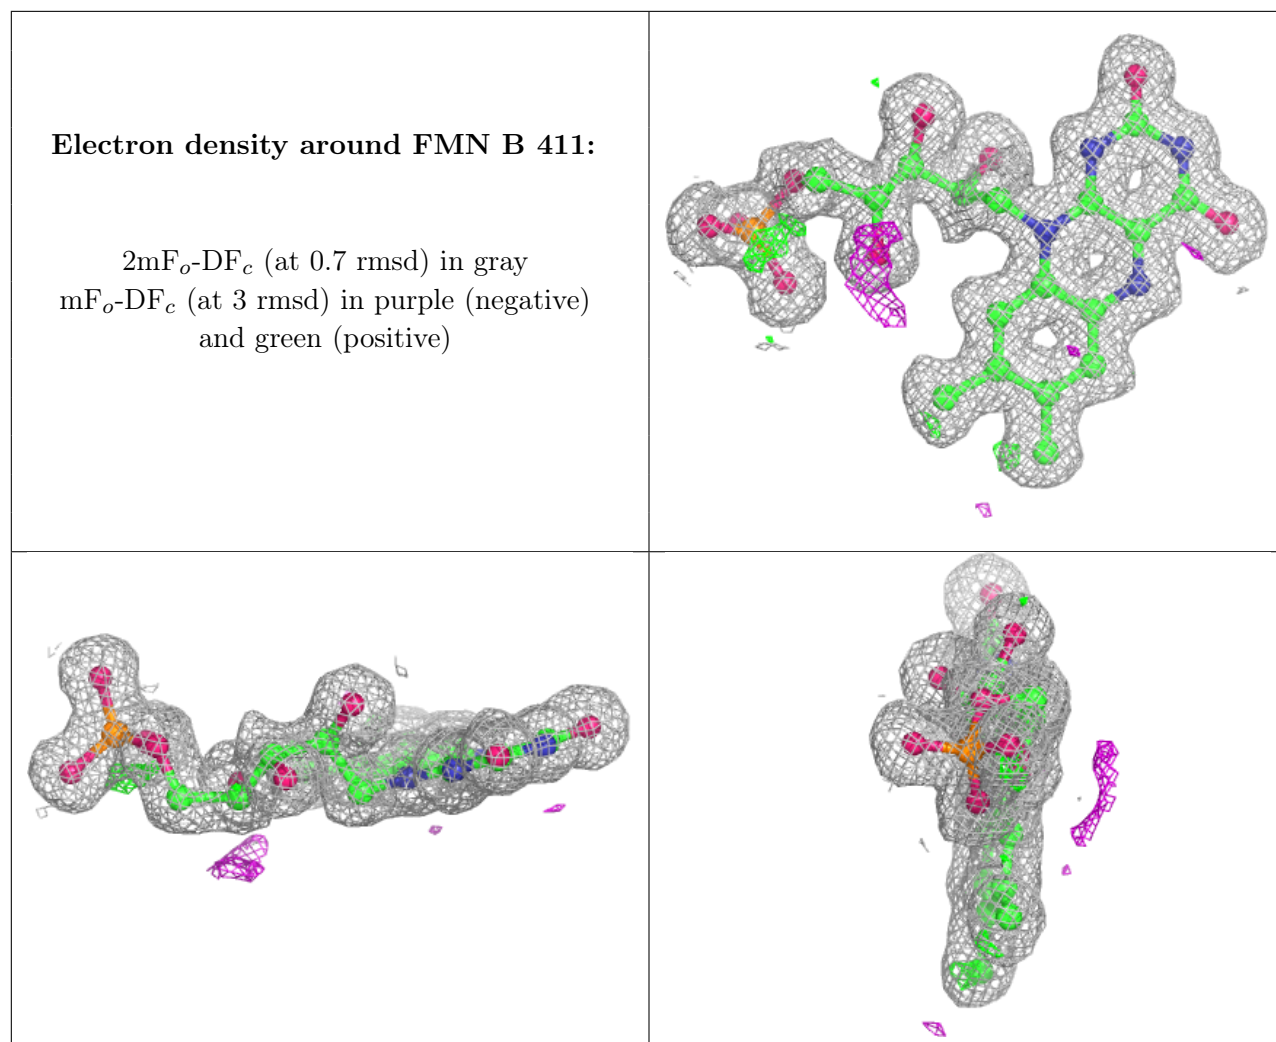 Electron density around FMN B 411:
2mFo-DFc (at 0.7 rmsd) in gray
mFo-DFc (at 3 rmsd) in purple (negative)
and green (positive)